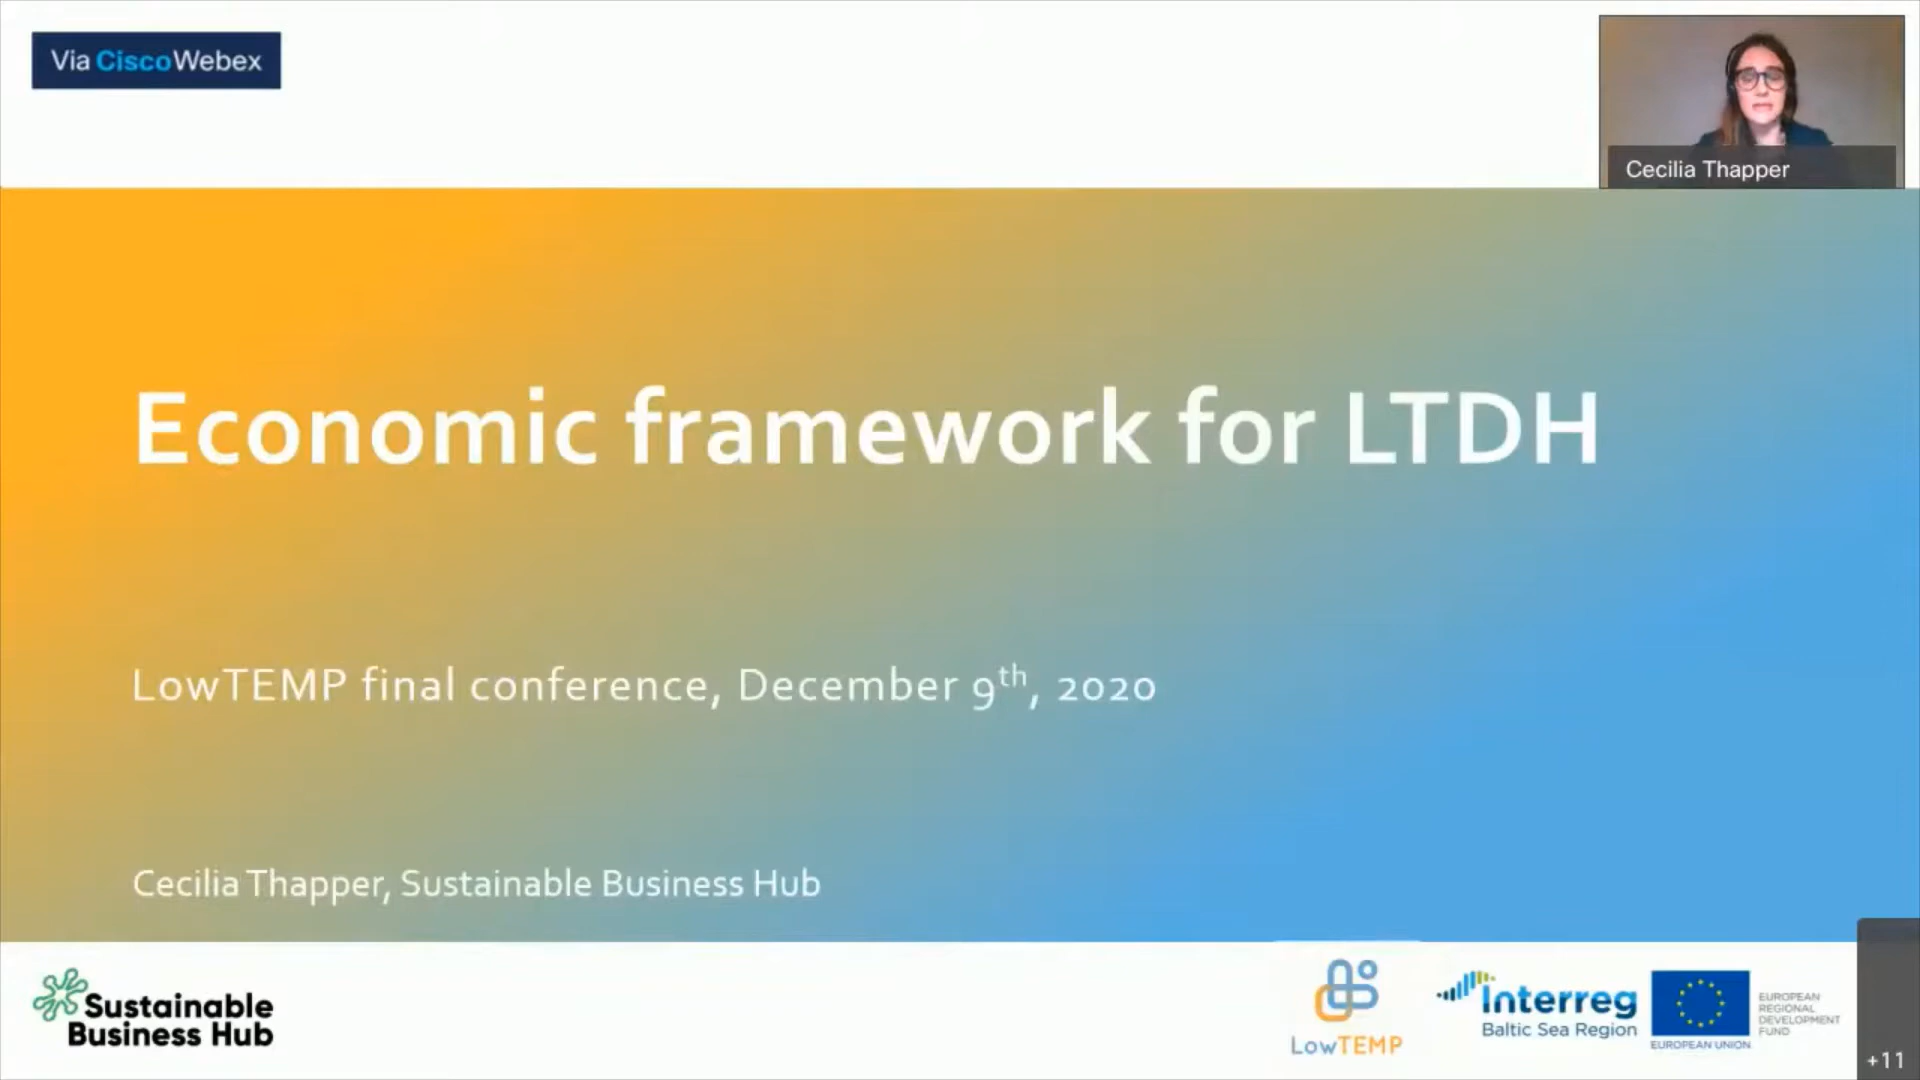 Via CiscoWebex
Cecilia Thapper
Economic framework for LTDH
LowTEMP final conference, December 9th, 2020
Cecilia Thapper, Sustainable Business Hub
Sustainable
Business Hub
LowTEMP
Interreg
Baltic Sea Region
EUROPEAN UNION
EUROPEAN
REGIONAL
DEVELOPMENT
FUND
+11